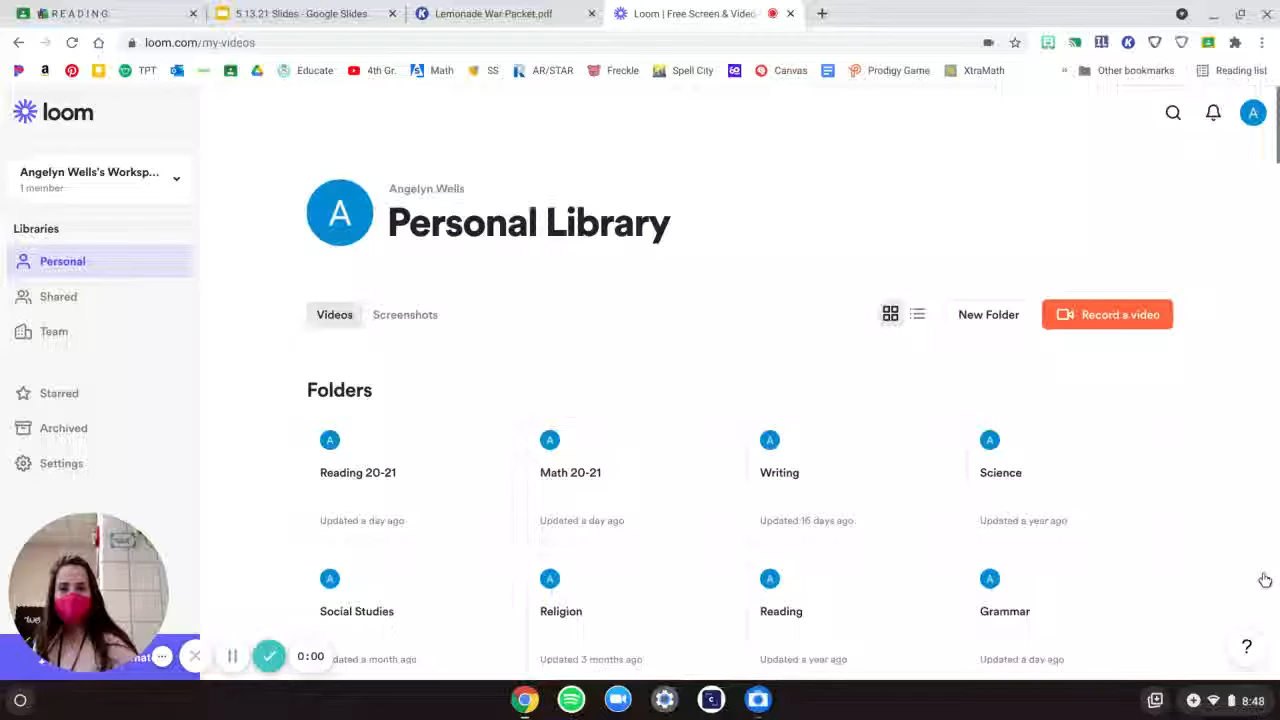 READING
5.13.21 Slides - Google Slides
Lemonade War Packet.pdf
Loom | Free Screen & Video
loom.com/my-videos
TPT
Educate
4th Gr.
Math
SS
AR/STAR
Freckle
Spell City
Canvas
Prodigy Game
XtraMath
»
Other bookmarks
Reading list
loom
Angelyn Wells's Worksp...
1 member
Libraries
Personal
Shared
Team
Starred
Archived
Settings
A
A
Angelyn Wells
Personal Library
Videos
Screenshots
New Folder
Record a video
Folders
A
A
A
A
Reading 20-21
Math 20-21
Writing
Science
Updated a day ago
Updated a day ago
Updated 16 days ago
Updated a year ago
A
A
A
A
Social Studies
Religion
Reading
Grammar
dated a month ago
Updated 3 months ago
Updated a year ago
Updated a day ago
0:00
?
8:48